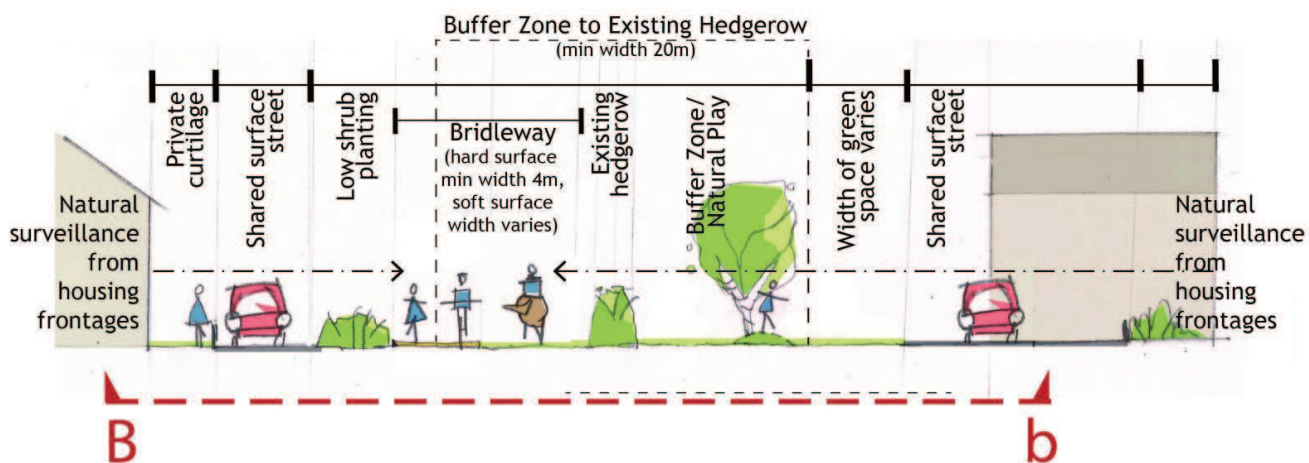 Buffer Zone to Existing Hedgerow
(min width 20m)
Natural
surveillance
from
housing
frontages
Private
curtilage
Shared surface
street
Low shrub
planting
Bridleway
(hard surface
min width 4m,
soft surface
width varies)
Existing
hedgerow
Buffer Zone/
Natural Play
Width of green
space varies
Shared surface
street
Natural
surveillance
from
housing
frontages
B
b